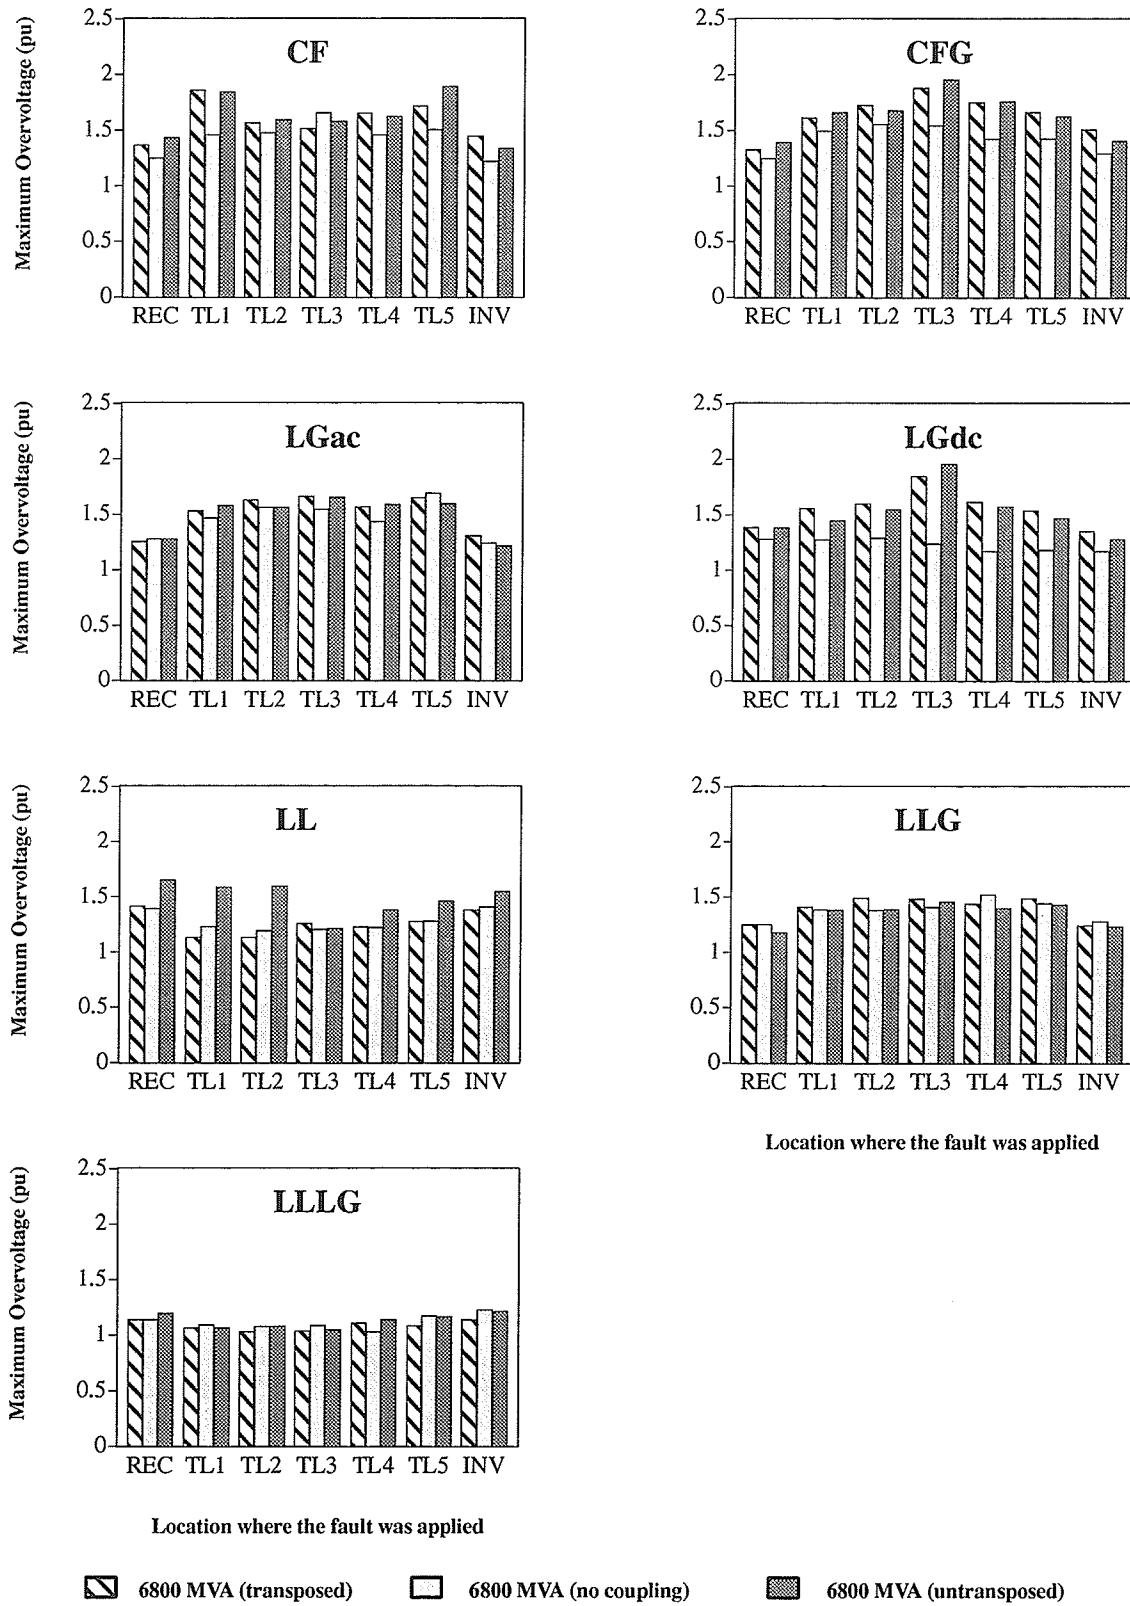 Maximum Overvoltage (pu)
CF
2.5
2
1.5
1
0.5
0
REC TL1 TL2 TL3 TL4 TL5 INV
CFG
2.5
2
1.5
1
0.5
0
REC TL1 TL2 TL3 TL4 TL5 INV
Maximum Overvoltage (pu)
LGac
2.5
2
1.5
1
0.5
0
REC TL1 TL2 TL3 TL4 TL5 INV
LGdc
2.5
2
1.5
1
0.5
0
REC TL1 TL2 TL3 TL4 TL5 INV
Maximum Overvoltage (pu)
LL
2.5
2
1.5
1
0.5
0
REC TL1 TL2 TL3 TL4 TL5 INV
LLG
2.5
2
1.5
1
0.5
0
REC TL1 TL2 TL3 TL4 TL5 INV
Location where the fault was applied
Maximum Overvoltage (pu)
LLLG
2.5
2
1.5
1
0.5
0
REC TL1 TL2 TL3 TL4 TL5 INV
Location where the fault was applied
6800 MVA (transposed)
6800 MVA (no coupling)
6800 MVA (untransposed)